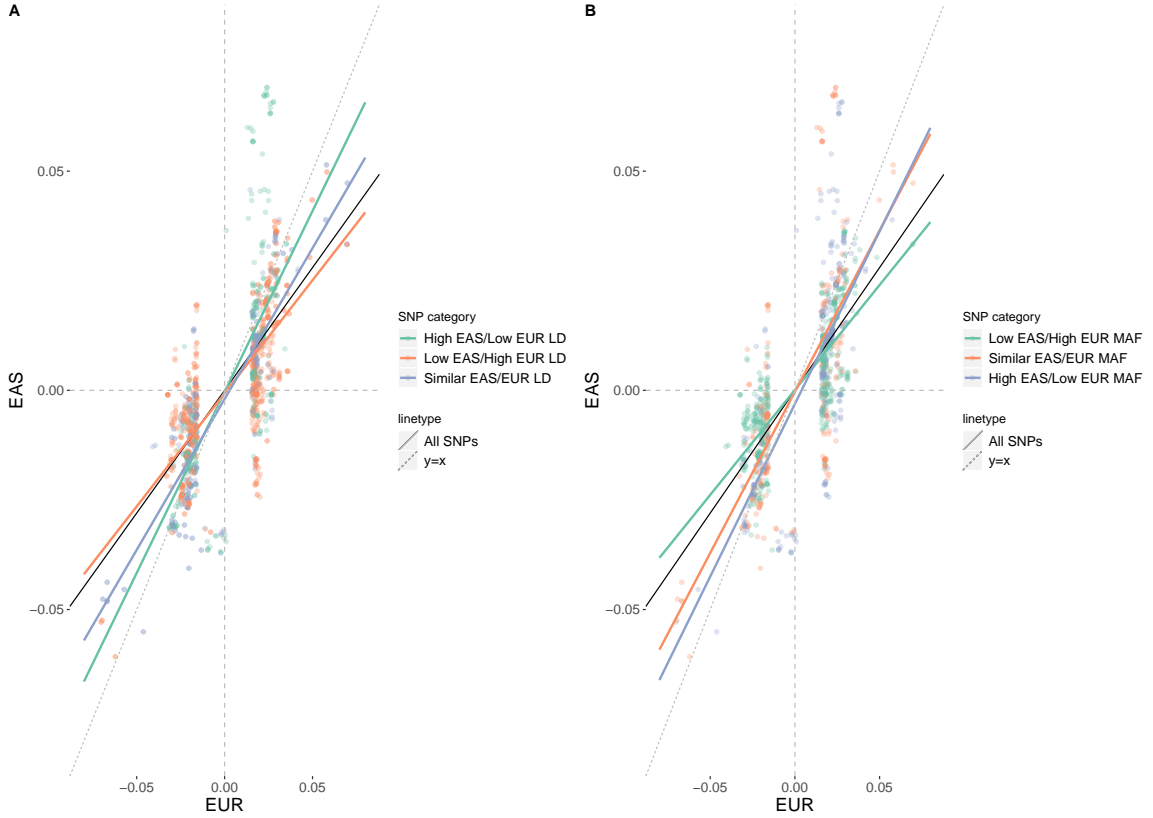 A
0.05
0.00
−0.05
EAS
−0.05
0.00
0.05
EUR
SNP category
High EAS/Low EUR LD
Low EAS/High EUR LD
Similar EAS/EUR LD
linetype
All SNPs
y=x
B
0.05
0.00
−0.05
EAS
−0.05
0.00
0.05
EUR
SNP category
Low EAS/High EUR MAF
Similar EAS/EUR MAF
High EAS/Low EUR MAF
linetype
All SNPs
y=x